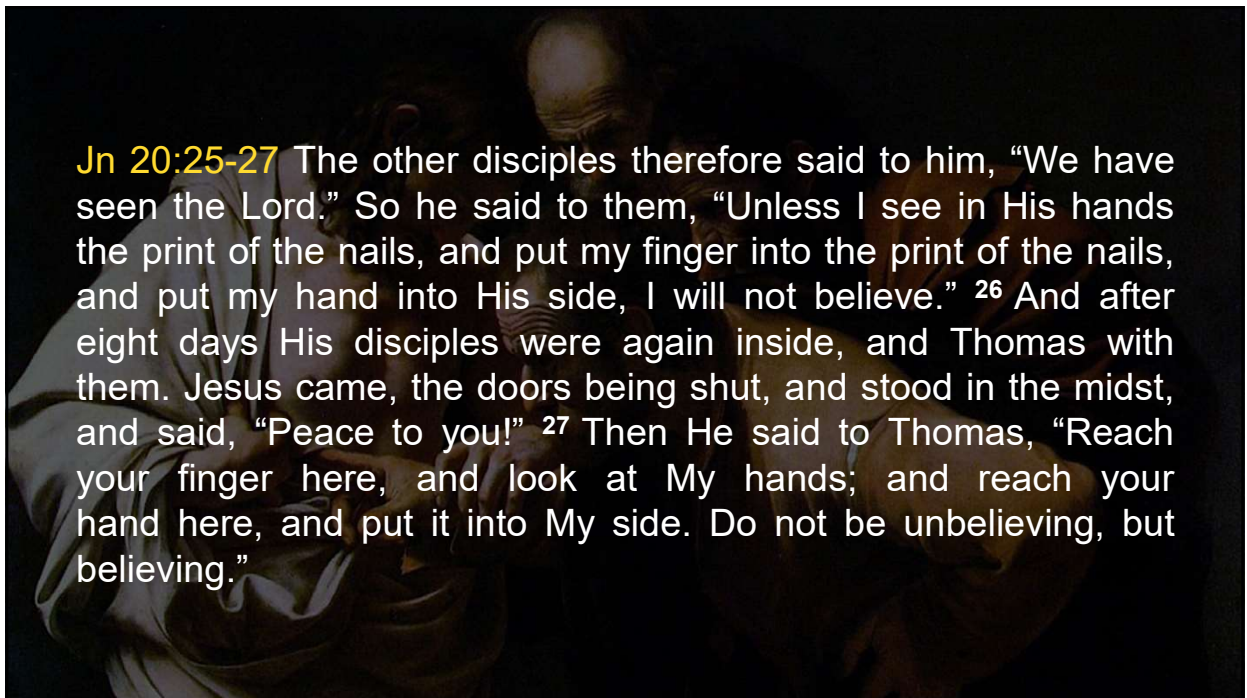 Jn 20:25-27 The other disciples therefore said to him, “We have
seen the Lord.” So he said to them, “Unless I see in His hands
the print of the nails, and put my finger into the print of the nails,
and put my hand into His side, I will not believe.” 26 And after
eight days His disciples were again inside, and Thomas with
them. Jesus came, the doors being shut, and stood in the midst,
and said, “Peace to you!” 27 Then He said to Thomas, “Reach
your finger here, and look at My hands; and reach your
hand here, and put it into My side. Do not be unbelieving, but
believing.”